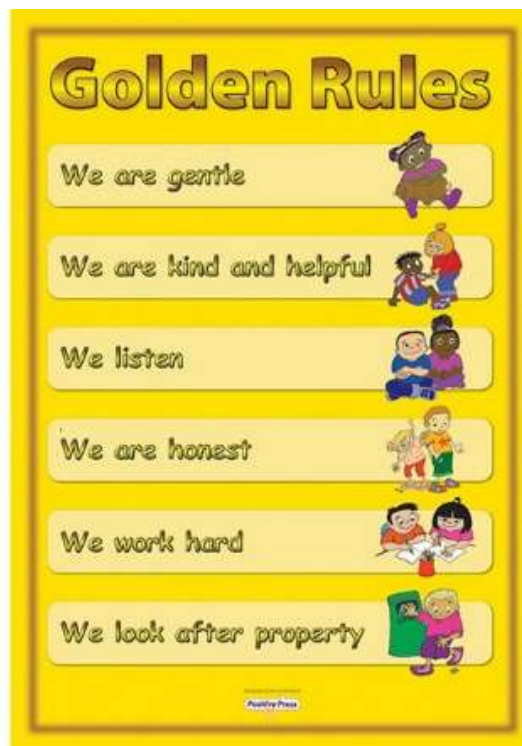 Golden Rules
We are gentle
We are kind and helpful
We listen
We are honest
We work hard
We look after property
Positive Press